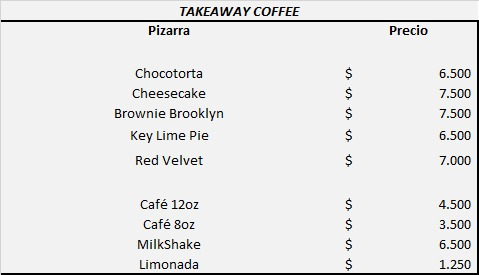 TAKEAWAY COFFEE
Pizarra Precio
Chocotorta $ 6.500
Cheesecake $ 7.500
Brownie Brooklyn $ 7.500
Key Lime Pie $ 6.500
Red Velvet $ 7.000
Café 12oz $ 4.500
Café 8oz $ 3.500
MilkShake $ 6.500
Limonada $ 1.250